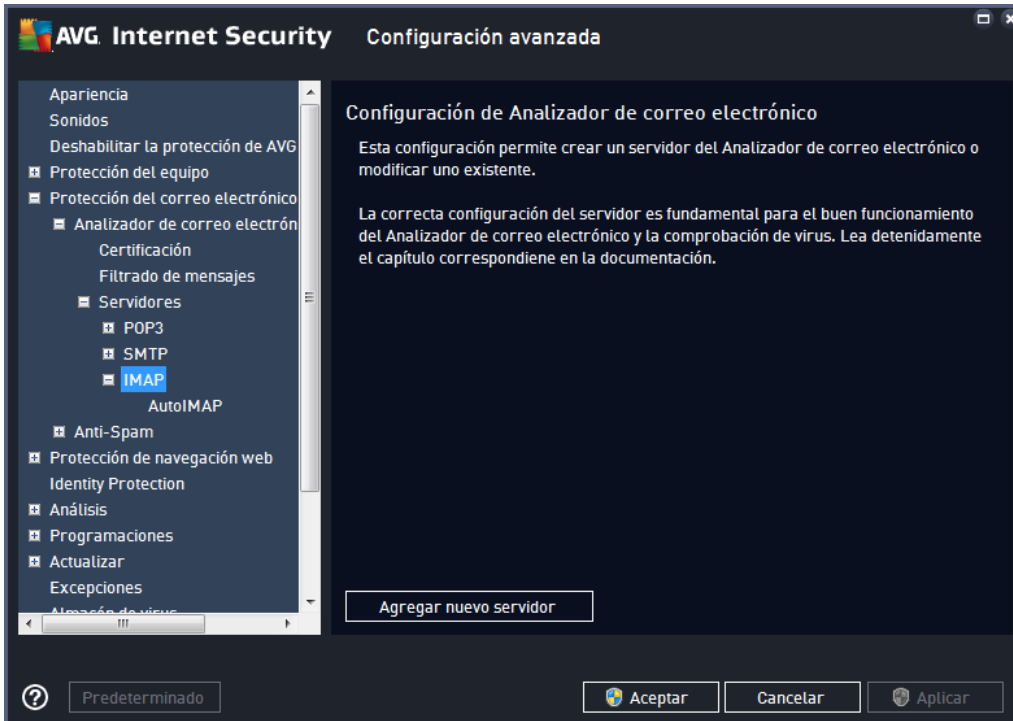 AVG. Internet Security Configuración avanzada
Apariencia
Sonidos
Deshabilitar la protección de AVG
Protección del equipo
Protección del correo electrónico
Analizador de correo electrón
Certificación
Filtrado de mensajes
Servidores
POP3
SMTP
IMAP
AutoIMAP
Anti-Spam
Protección de navegación web
Identity Protection
Análisis
Programaciones
Actualizar
Excepciones
Almacén de virus
Configuración de Analizador de correo electrónico
Esta configuración permite crear un servidor del Analizador de correo electrónico o
modificar uno existente.
La correcta configuración del servidor es fundamental para el buen funcionamiento
del Analizador de correo electrónico y la comprobación de virus. Lea detenidamente
el capítulo correspondiene en la documentación.
Agregar nuevo servidor
? Predeterminado Aceptar Cancelar Aplicar